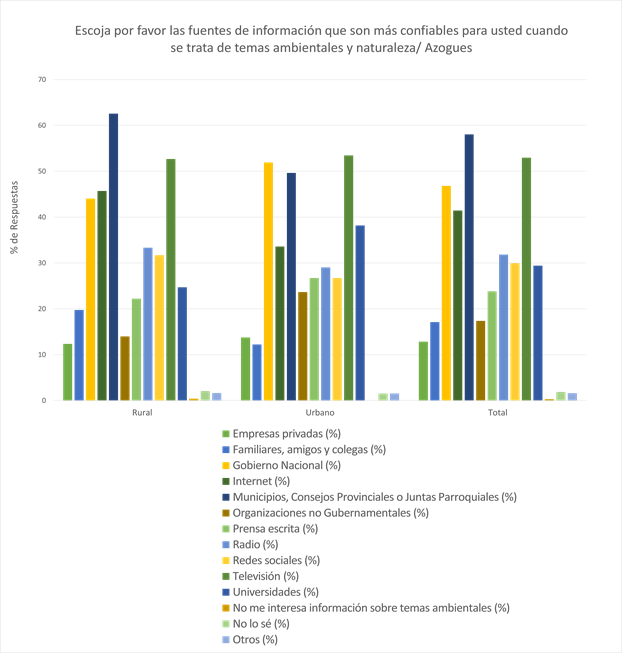 Escoja por favor las fuentes de información que son más confiables para usted cuando
se trata de temas ambientales y naturaleza/ Azogues
% de Respuestas
70
60
50
40
30
20
10
0
Rural Urbano Total
Empresas privadas (%)
Familiares, amigos y colegas (%)
Gobierno Nacional (%)
Internet (%)
Municipios, Consejos Provinciales o Juntas Parroquiales (%)
Organizaciones no Gubernamentales (%)
Prensa escrita (%)
Radio (%)
Redes sociales (%)
Televisión (%)
Universidades (%)
No me interesa información sobre temas ambientales (%)
No lo sé (%)
Otros (%)